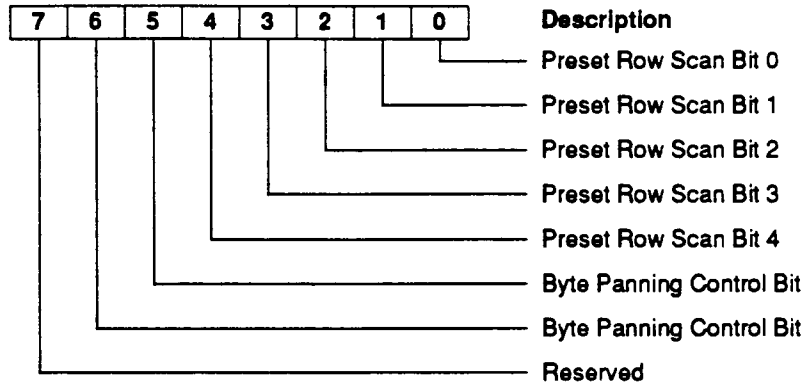 7 6 5 4 3 2 1 0 Description
Preset Row Scan Bit 0
Preset Row Scan Bit 1
Preset Row Scan Bit 2
Preset Row Scan Bit 3
Preset Row Scan Bit 4
Byte Panning Control Bit
Byte Panning Control Bit
Reserved